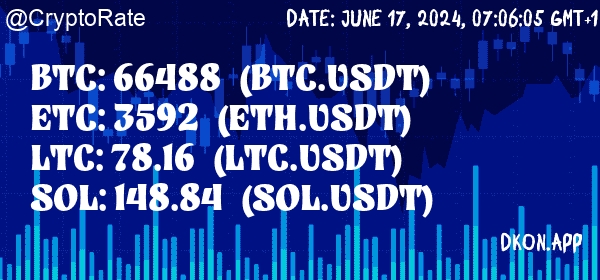 @CryptoRate
DATE: JUNE 17, 2024, 07:06:05 GMT+1
BTC: 66488 (BTC.USDT)
ETC: 3592 (ETH.USDT)
LTC: 78.16 (LTC.USDT)
SOL: 148.84 (SOL.USDT)
DKON.APP